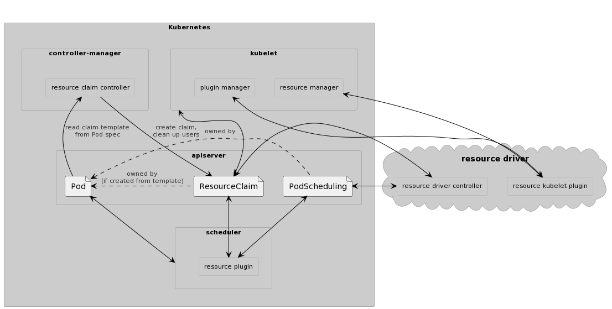 Kubernetes
controller-manager
kubelet
resource claim controller
plugin manager
resource manager
read claim template
from Pod spec
create claim,
clean up users
owned by
apiserver
resource driver
owned by
(if created from template)
Pod
ResourceClaim
PodScheduling
resource driver controller
resource kubelet plugin
scheduler
resource plugin